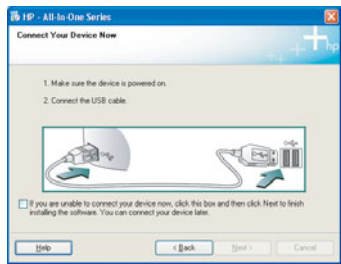 HP - All-In-One Series
Connect Your Device Now
hp
1. Make sure the device is powered on.
2. Connect the USB cable.
If you are unable to connect your device now, click this box and then click Next to finish
installing the software. You can connect your device later.
Help
< Back
Next >
Cancel